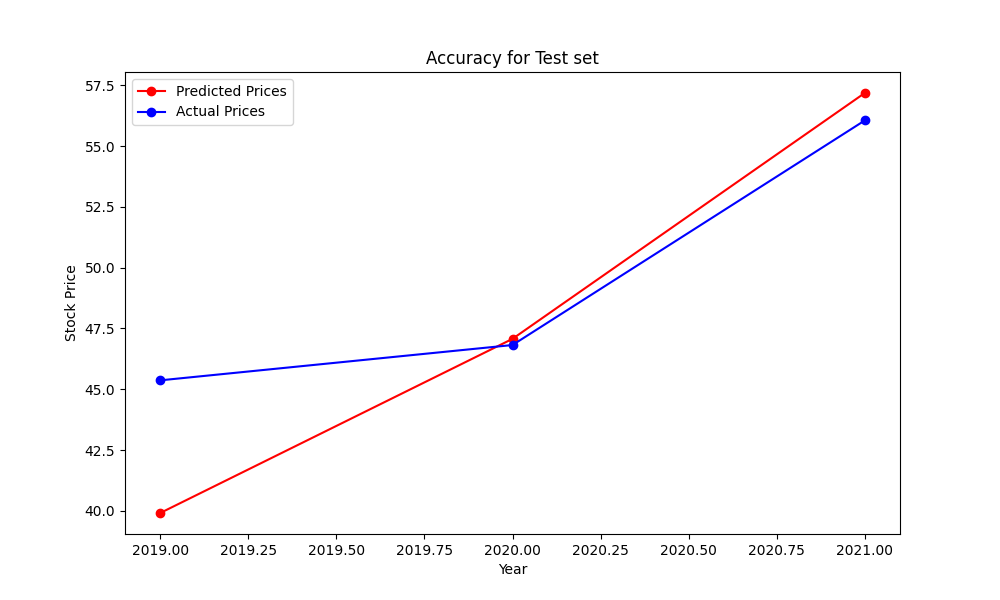 Accuracy for Test set
Predicted Prices
Actual Prices
57.5
55.0
52.5
50.0
47.5
45.0
42.5
40.0
Stock Price
2019.00 2019.25 2019.50 2019.75 2020.00 2020.25 2020.50 2020.75 2021.00
Year